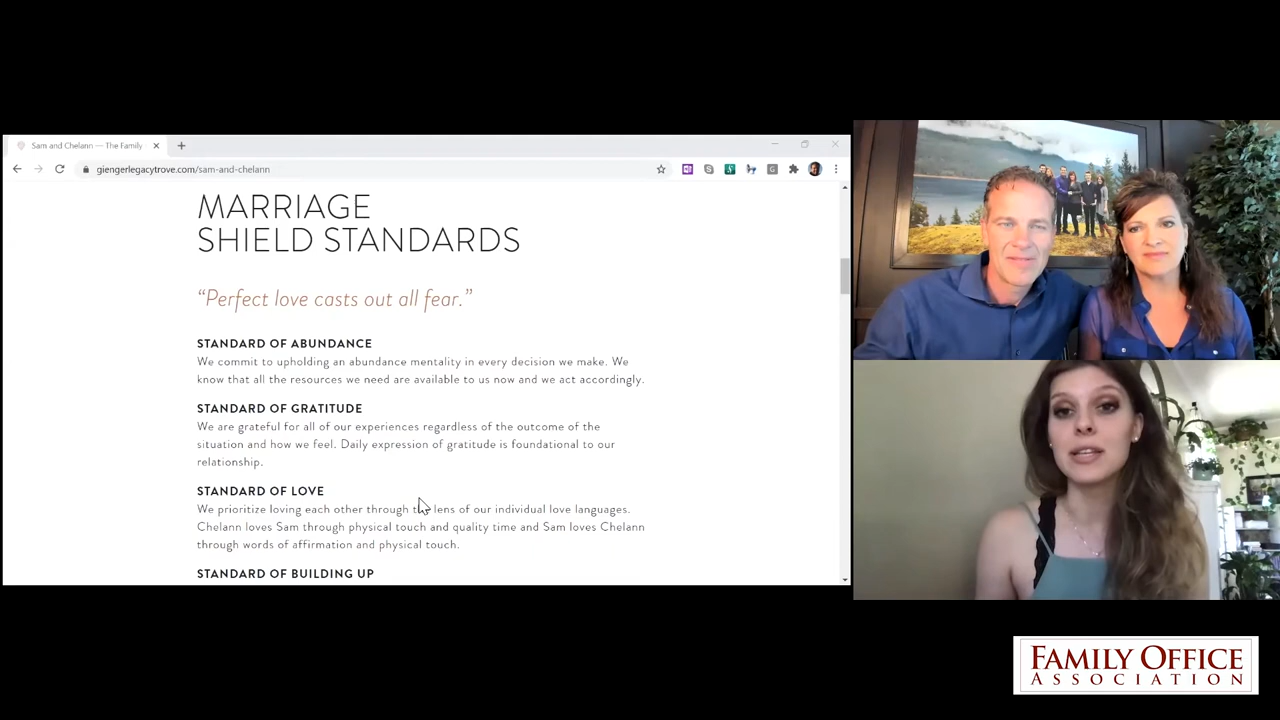 Sam and Chelann — The Family
giengerlegacytrove.com/sam-and-chelann
MARRIAGE
SHIELD STANDARDS
“Perfect love casts out all fear.”
STANDARD OF ABUNDANCE
We commit to upholding an abundance mentality in every decision we make. We
know that all the resources we need are available to us now and we act accordingly.
STANDARD OF GRATITUDE
We are grateful for all of our experiences regardless of the outcome of the
situation and how we feel. Daily expression of gratitude is foundational to our
relationship.
STANDARD OF LOVE
We prioritize loving each other through the lens of our individual love languages.
Chelann loves Sam through physical touch and quality time and Sam loves Chelann
through words of affirmation and physical touch.
STANDARD OF BUILDING UP
FAMILY OFFICE
ASSOCIATION